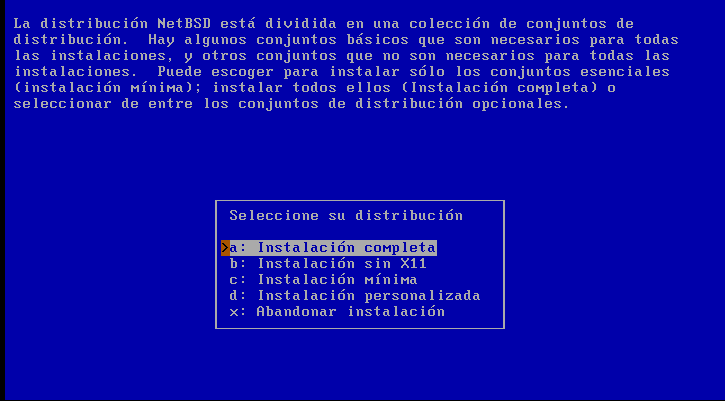 La distribución NetBSD está dividida en una colección de conjuntos de
distribución.  Hay algunos conjuntos básicos que son necesarios para todas
las instalaciones, y otros conjuntos que no son necesarios para todas las
instalaciones.  Puede escoger para instalar sólo los conjuntos esenciales
(instalación mínima); instalar todos ellos (Instalación completa) o
seleccionar de entre los conjuntos de distribución opcionales.
Seleccione su distribución
>a: Instalación completa
b: Instalación sin X11
c: Instalación mínima
d: Instalación personalizada
x: Abandonar instalación